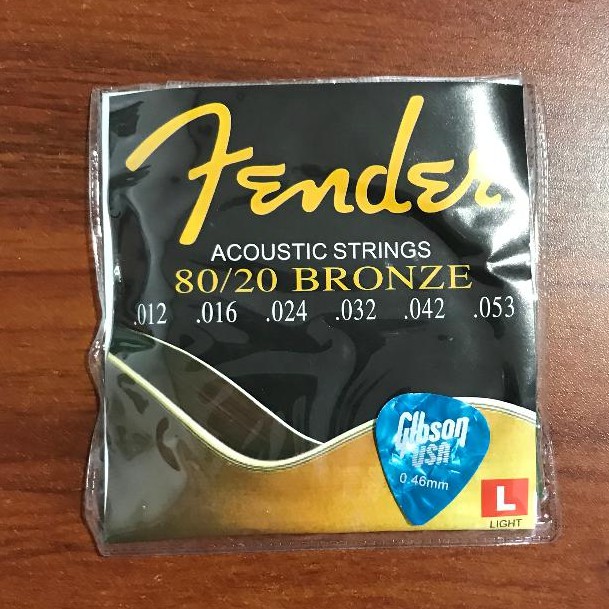 Fender
ACOUSTIC STRINGS
80/20 BRONZE
.012 .016 .024 .032 .042 .053
Gibson
USA
0.46mm
L
LIGHT